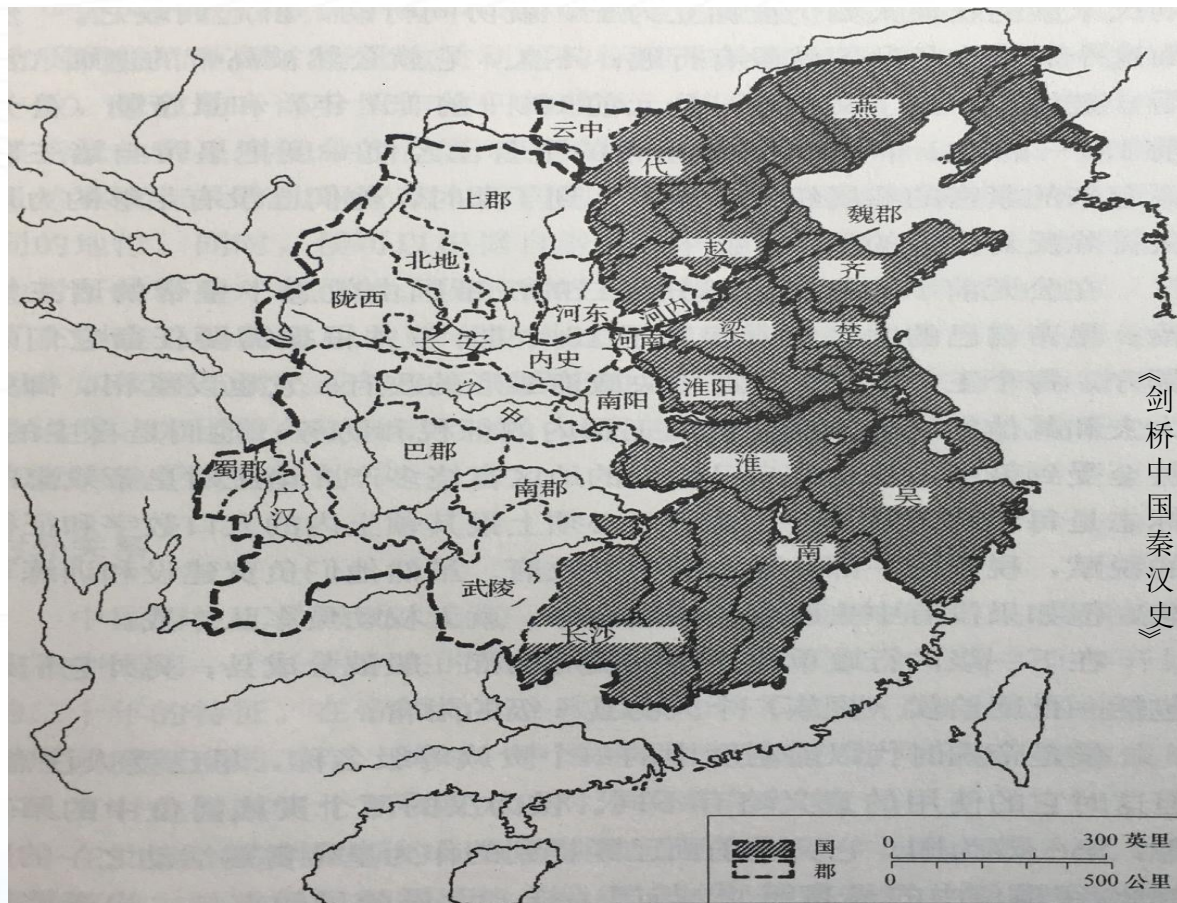 云中
燕
代
上郡
魏郡
北地
赵
齐
陇西
河东
河内
梁
楚
长安
河南
内史
淮阳
南阳
汉中
巴郡
蜀郡
淮
广汉
南郡
吴
南
武陵
长沙
《剑桥中国秦汉史》
国
郡
0 300 英里
0 500 公里